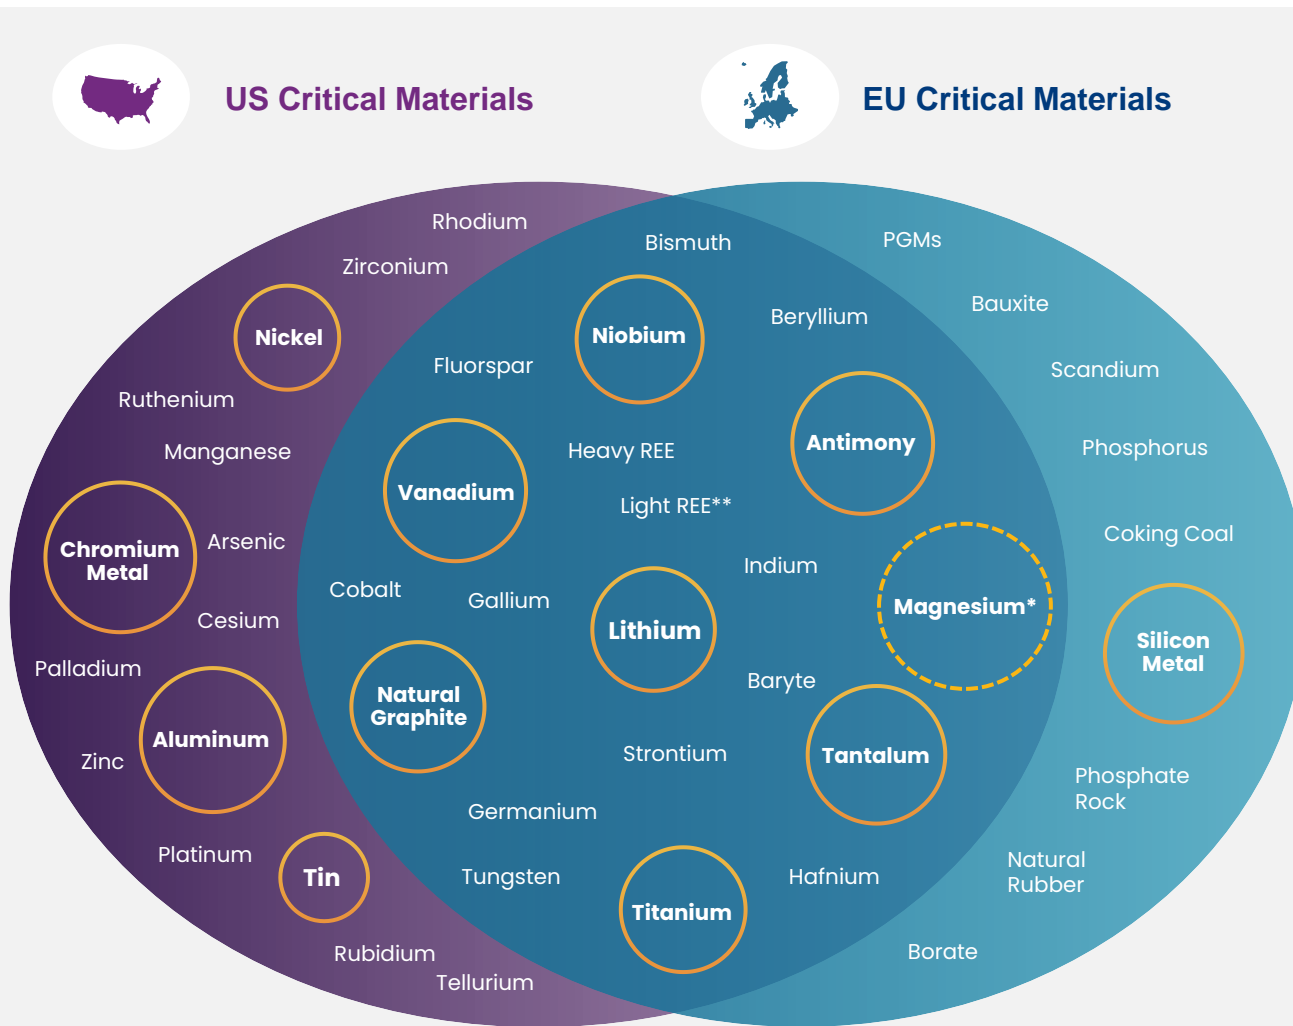 US Critical Materials
EU Critical Materials
Rhodium
Zirconium
Nickel
Ruthenium
Manganese
Chromium
Metal
Arsenic
Cesium
Palladium
Aluminum
Zinc
Platinum
Tin
Rubidium
Tellurium
Bismuth
Niobium
Beryllium
Fluorspar
Antimony
Heavy REE
Vanadium
Light REE**
Indium
Cobalt
Gallium
Lithium
Magnesium*
Natural
Graphite
Baryte
Strontium
Tantalum
Germanium
Tungsten
Hafnium
Titanium
PGMs
Bauxite
Scandium
Phosphorus
Coking Coal
Silicon
Metal
Phosphate
Rock
Natural
Rubber
Borate